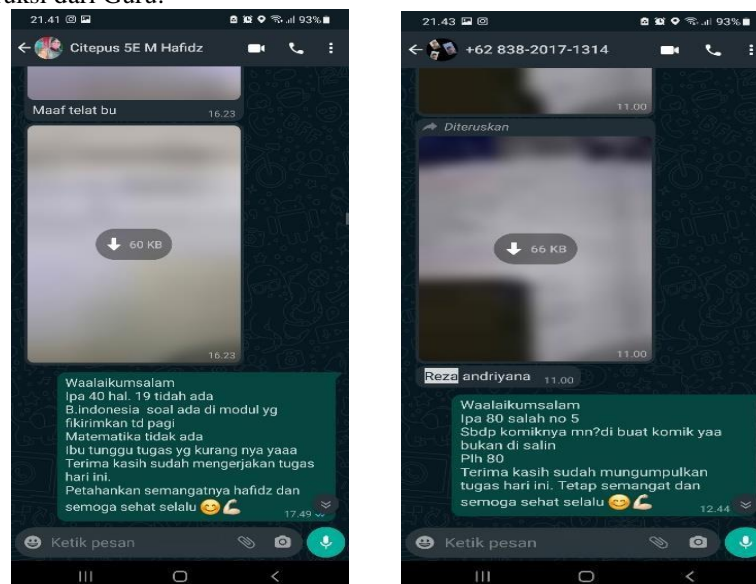 uksi dari Guru.
21.41 93%
Citepus 5E M Hafidz
Maaf telat bu
16.23
60 KB
16.23
Waalaikumsalam
Ipa 40 hal. 19 tidah ada
B.indonesia soal ada di modul yg
fikirimkan td pagi
Matematika tidak ada
Ibu tunggu tugas yg kurang nya yaaa
Terima kasih sudah mengerjakan tugas
hari ini.
Petahankan semangatnya hafidz dan
semoga sehat selalu 😊💪
17.49
Ketik pesan
21.43 93%
+62 838-2017-1314
11.00
Diteruskan
66 KB
11.00
Reza andriyana 11.00
Waalaikumsalam
Ipa 80 salah no 5
Sbdp komiknya mn?di buat komik yaa
bukan di salin
Plh 80
Terima kasih sudah mungumpulkan
tugas hari ini. Tetap semangat dan
semoga sehat selalu 😊💪
12.44
Ketik pesan